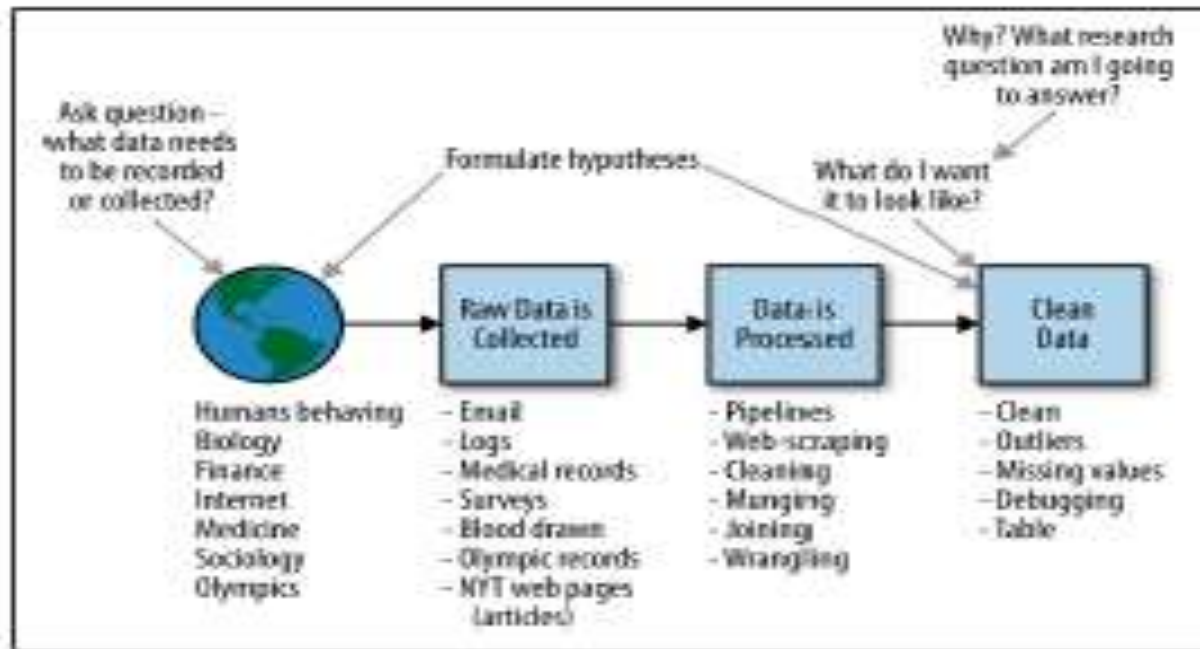 Why? What research
question am I going
to answer?
Ask question –
what data needs
to be recorded
or collected?
Formulate hypotheses
What do I want
it to look like?
Raw Data is
Collected
Data is
Processed
Clean
Data
Humans behaving
Biology
Finance
Internet
Medicine
Sociology
Olympics
– Email
– Logs
– Medical records
– Surveys
– Blood drawn
– Olympic records
– NYT web pages
(articles)
– Pipelines
– Web-scraping
– Cleaning
– Munging
– Joining
– Wrangling
– Clean
– Outliers
– Missing values
– Debugging
– Table